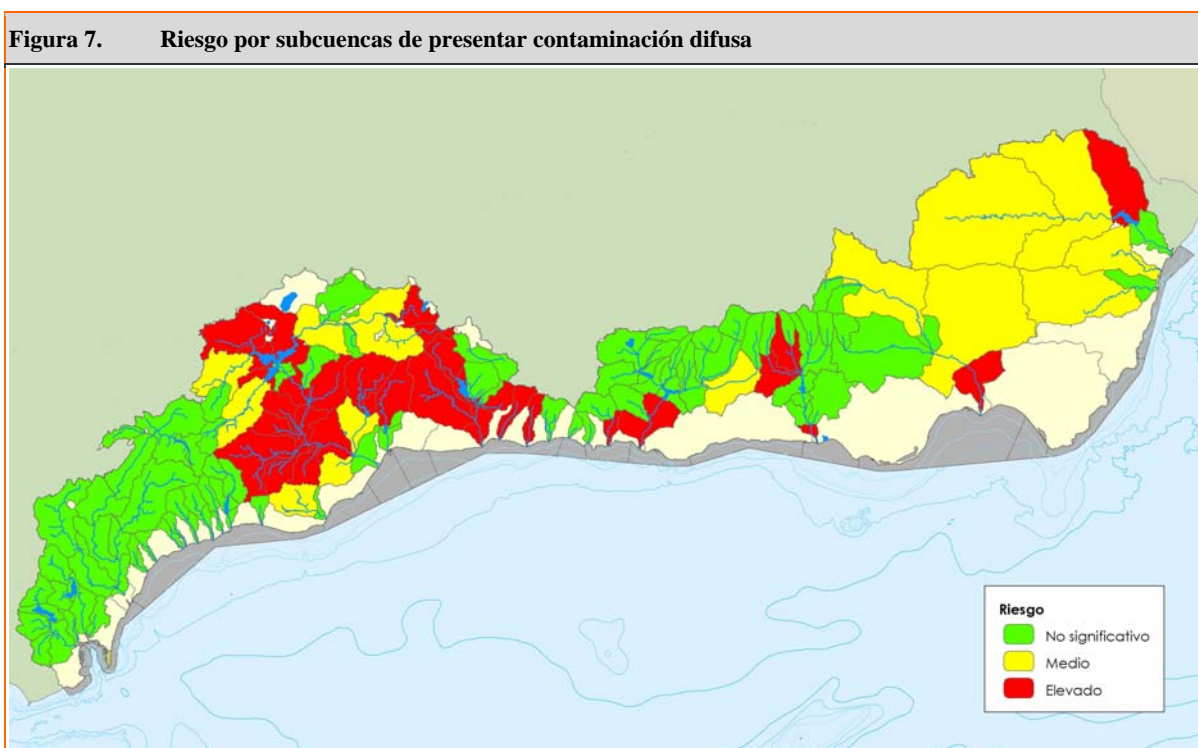 Figura 7. Riesgo por subcuencas de presentar contaminación difusa
Riesgo
No significativo
Medio
Elevado